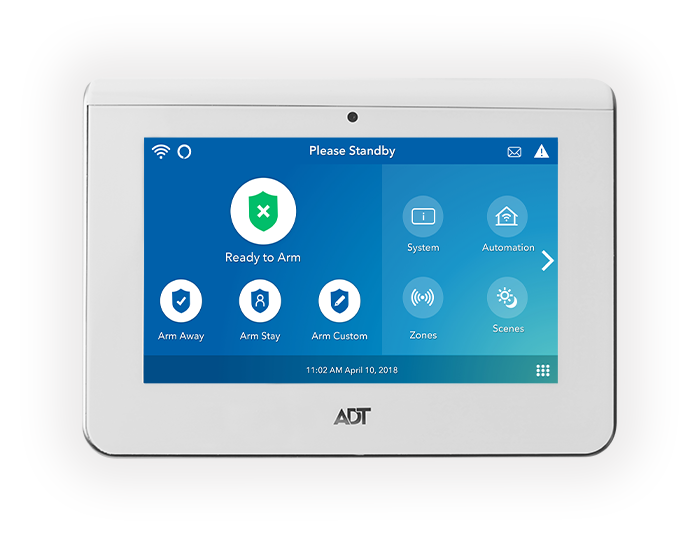 Please Standby
Ready to Arm
Arm Away
Arm Stay
Arm Custom
System
Automation
Zones
Scenes
11:02 AM April 10, 2018
ADT